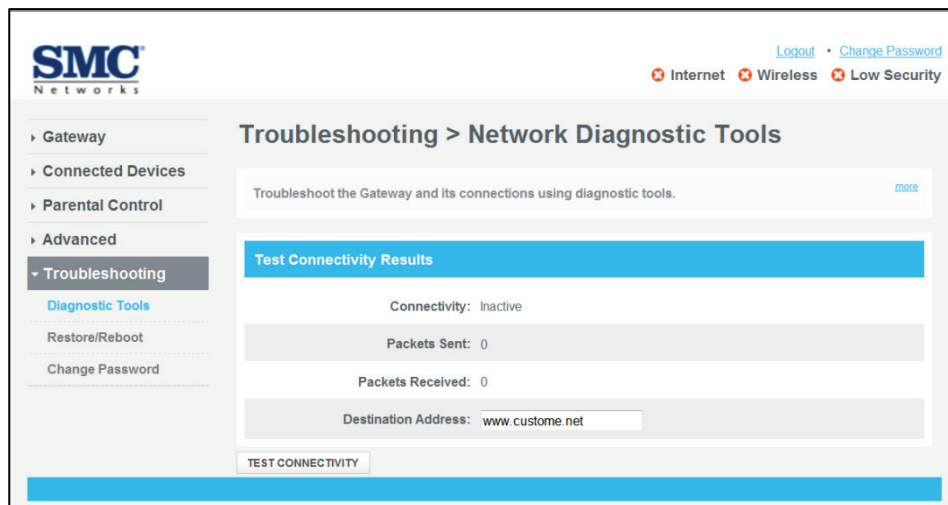 SMC
Networks
Logout • Change Password
Internet Wireless Low Security
Gateway
Connected Devices
Parental Control
Advanced
Troubleshooting
Diagnostic Tools
Restore/Reboot
Change Password
Troubleshooting > Network Diagnostic Tools
Troubleshoot the Gateway and its connections using diagnostic tools. more
Test Connectivity Results
Connectivity: Inactive
Packets Sent: 0
Packets Received: 0
Destination Address: www.custome.net
TEST CONNECTIVITY